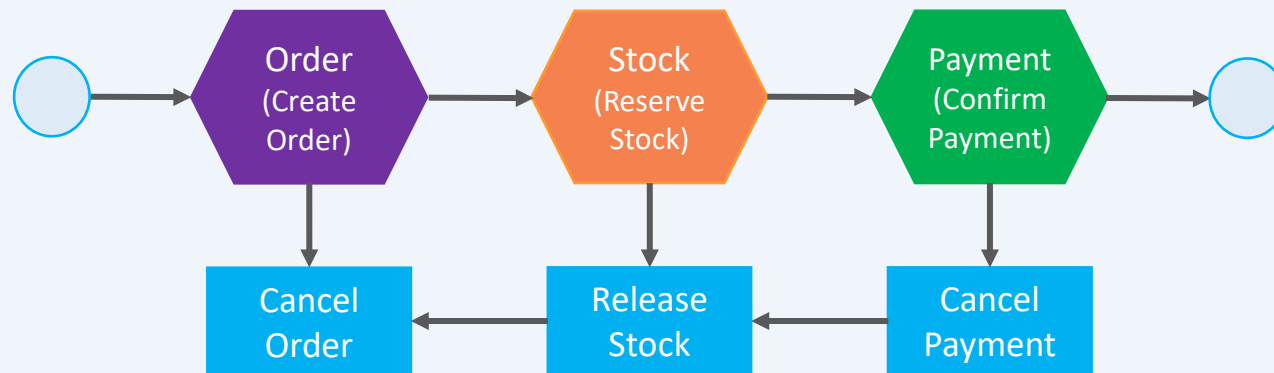 Order
(Create
Order)
Stock
(Reserve
Stock)
Payment
(Confirm
Payment)
Cancel
Order
Release
Stock
Cancel
Payment